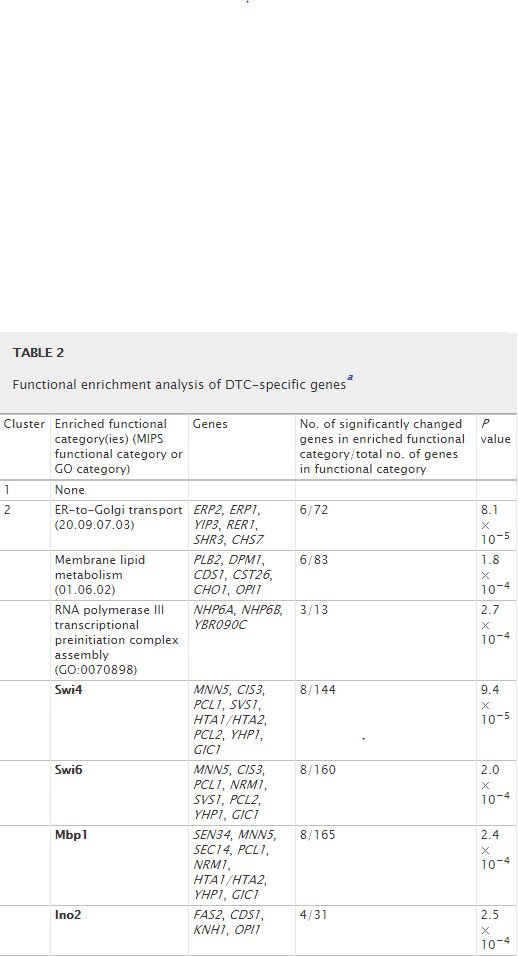 TABLE 2
Functional enrichment analysis of DTC-specific genes a
Cluster Enriched functional category(ies) (MIPS functional category or GO category) Genes No. of significantly changed genes in enriched functional category/total no. of genes in functional category P value
1 None
2 ER-to-Golgi transport (20.09.07.03) ERP2, ERP1, YIP3, RER1, SHR3, CHS7 6/72 8.1 × 10−5
Membrane lipid metabolism (01.06.02) PLB2, DPM1, CDS1, CST26, CHO1, OPI1 6/83 1.8 × 10−4
RNA polymerase III transcriptional preinitiation complex assembly (GO:0070898) NHP6A, NHP6B, YBR090C 3/13 2.7 × 10−4
Swi4 MNN5, CIS3, PCL1, SVS1, HTA1/HTA2, PCL2, YHP1, GIC1 8/144 9.4 × 10−5
Swi6 MNN5, CIS3, PCL1, NRM1, SVS1, PCL2, YHP1, GIC1 8/160 2.0 × 10−4
Mbp1 SEN34, MNN5, SEC14, PCL1, NRM1, HTA1/HTA2, YHP1, GIC1 8/165 2.4 × 10−4
Ino2 FAS2, CDS1, KNH1, OPI1 4/31 2.5 × 10−4